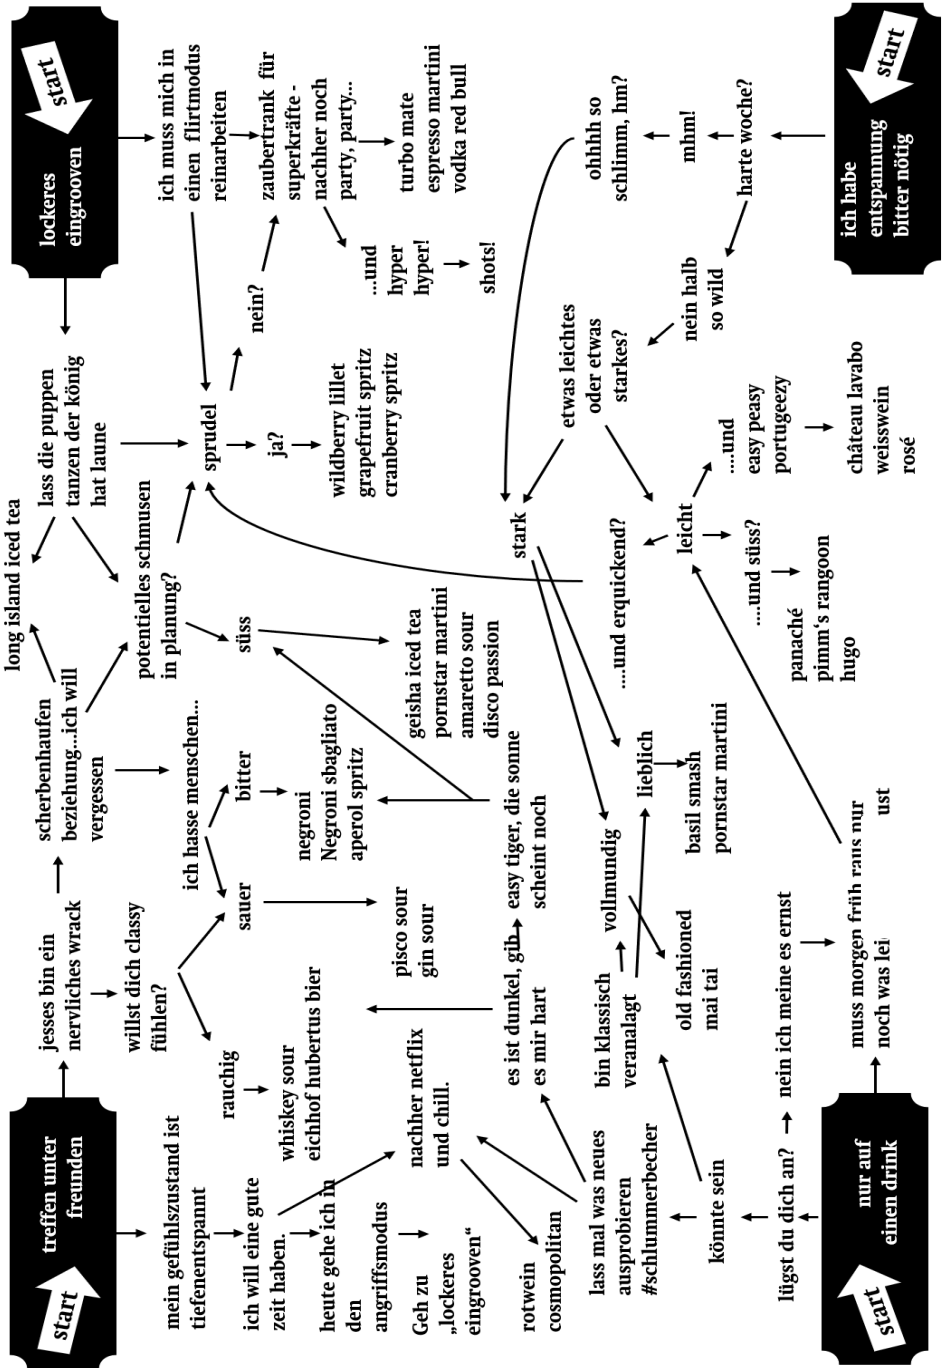 start
treffen unter
freunden
jesses bin ein
nervliches wrack
scherbenhaufen
beziehung...ich will
vergessen
long island iced tea
lass die puppen
tanzen der könig
hat laune
lockeres
eingrooven
start
mein gefühlszustand ist
tiefenentspannt
ich will eine gute
zeit haben.
heute gehe ich in
den
angriffsmodus
Geh zu
„lockeres
eingrooven“
willst dich classy
fühlen?
rauchig
whiskey sour
eichhof hubertus bier
sauer
pisco sour
gin sour
ich hasse menschen...
bitter
negroni
Negroni sbagliato
aperol spritz
potentielles schmusen
in planung?
süss
geisha iced tea
pornstar martini
amaretto sour
disco passion
sprudel
ja?
wildberry lillet
grapefruit spritz
cranberry spritz
nein?
ich muss mich in
einen flirtmodus
reinarbeiten
zaubertrank für
superkräfte -
nachher noch
party, party...
turbo mate
espresso martini
vodka red bull
...und
hyper
hyper!
shots!
nachher netflix
und chill.
rotwein
cosmopolitan
es ist dunkel, gib
es mir hart
easy tiger, die sonne
scheint noch
lass mal was neues
ausprobieren
#schlummerbecher
könnte sein
lügst du dich an?
nein ich meine es ernst
bin klassisch
veranalagt
vollmundig
old fashioned
mai tai
lieblich
basil smash
pornstar martini
stark
etwas leichtes
oder etwas
starkes?
ohhhh so
schlimm, hm?
mhm!
harte woche?
nein halb
so wild
....und erquickend?
leicht
....und süss?
panaché
pimm's rangoon
hugo
....und
easy peasy
portugeezy
château lavabo
weisswein
rosé
start
nur auf
einen drink
muss morgen früh raus nur
noch was lei ust
ich habe
entspannung
bitter nötig
start